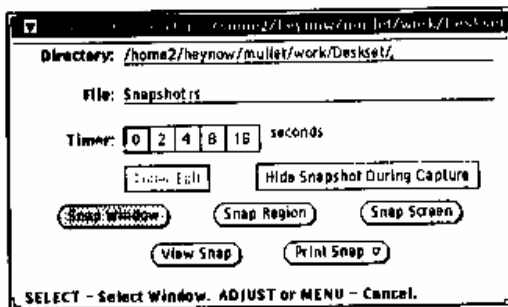 /home2/heynow/mullet/work/Deskset
Directory: /home2/heynow/mullet/work/Deskset/
File: Snapshot.rs
Timer: 0 2 4 8 16 seconds
Hide Snapshot During Capture
Snap Window Snap Region Snap Screen
View Snap Print Snap
SELECT - Select Window. ADJUST or MENU - Cancel.